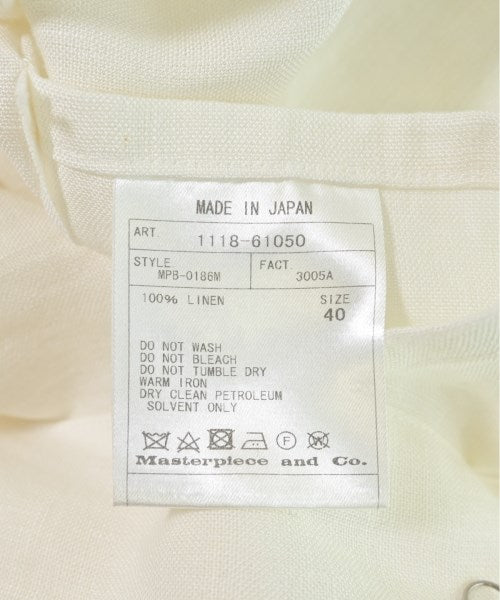 MADE IN JAPAN
ART. 1118-61050
STYLE FACT.
MPB-0186M 3005A
100% LINEN SIZE
40
DO NOT WASH
DO NOT BLEACH
DO NOT TUMBLE DRY
WARM IRON
DRY CLEAN PETROLEUM
SOLVENT ONLY
F W
Masterpiece and Co.